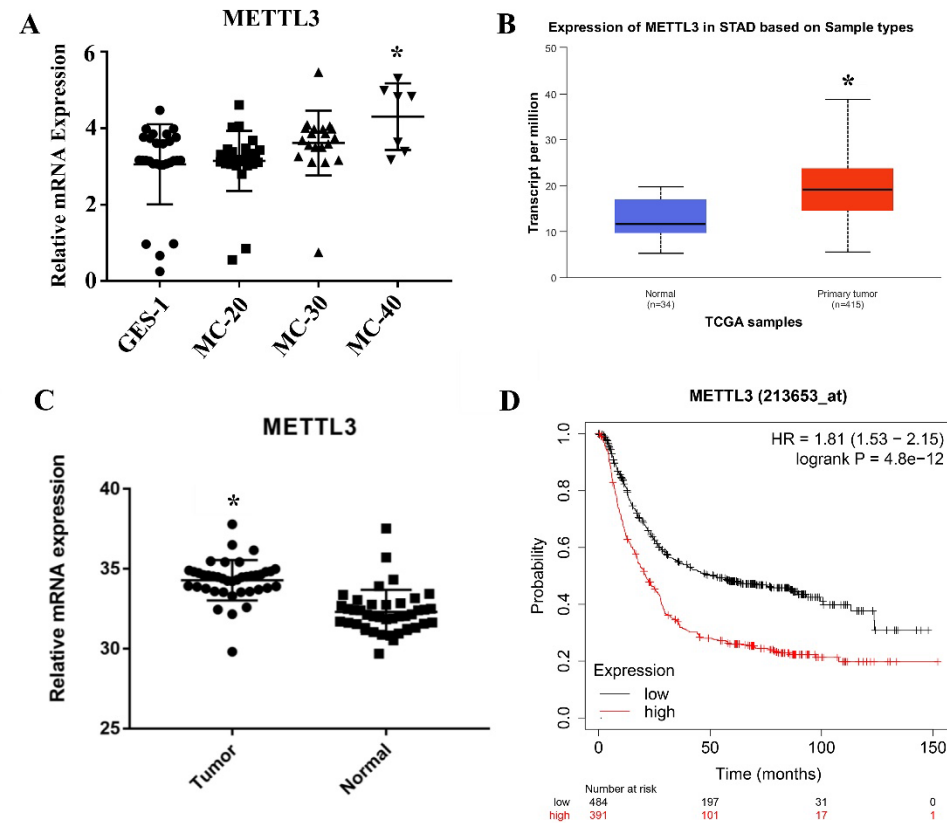 A
METTL3
Relative mRNA Expression
6
4
2
0
*
GES-1
MC-20
MC-30
MC-40
B
Expression of METTL3 in STAD based on Sample types
Transcript per million
50
40
30
20
10
0
*
Normal
(n=34)
Primary tumor
(n=415)
TCGA samples
C
METTL3
Relative mRNA expression
40
35
30
25
*
Tumor
Normal
D
METTL3 (213653_at)
HR = 1.81 (1.53 − 2.15)
logrank P = 4.8e−12
Probability
1.0
0.8
0.6
0.4
0.2
0.0
Expression
low
high
0
50
100
150
Time (months)
Number at risk
low 484 197 31 0
high 391 101 17 1